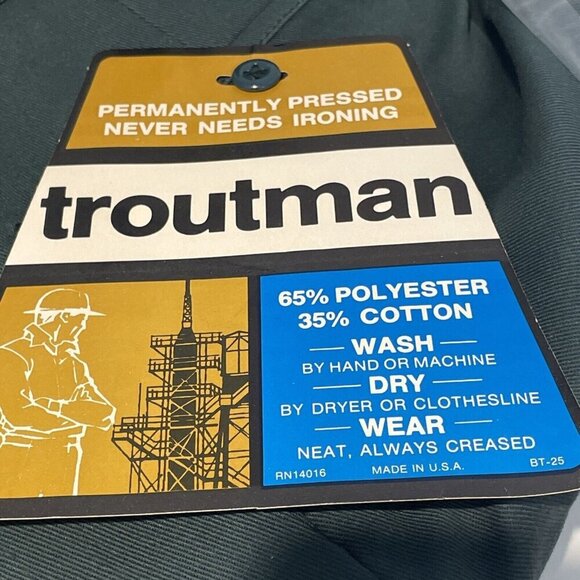 PERMANENTLY PRESSED
NEVER NEEDS IRONING
troutman
65% POLYESTER
35% COTTON
WASH
BY HAND OR MACHINE
DRY
BY DRYER OR CLOTHESLINE
WEAR
NEAT, ALWAYS CREASED
RN14016 MADE IN U.S.A. BT-25